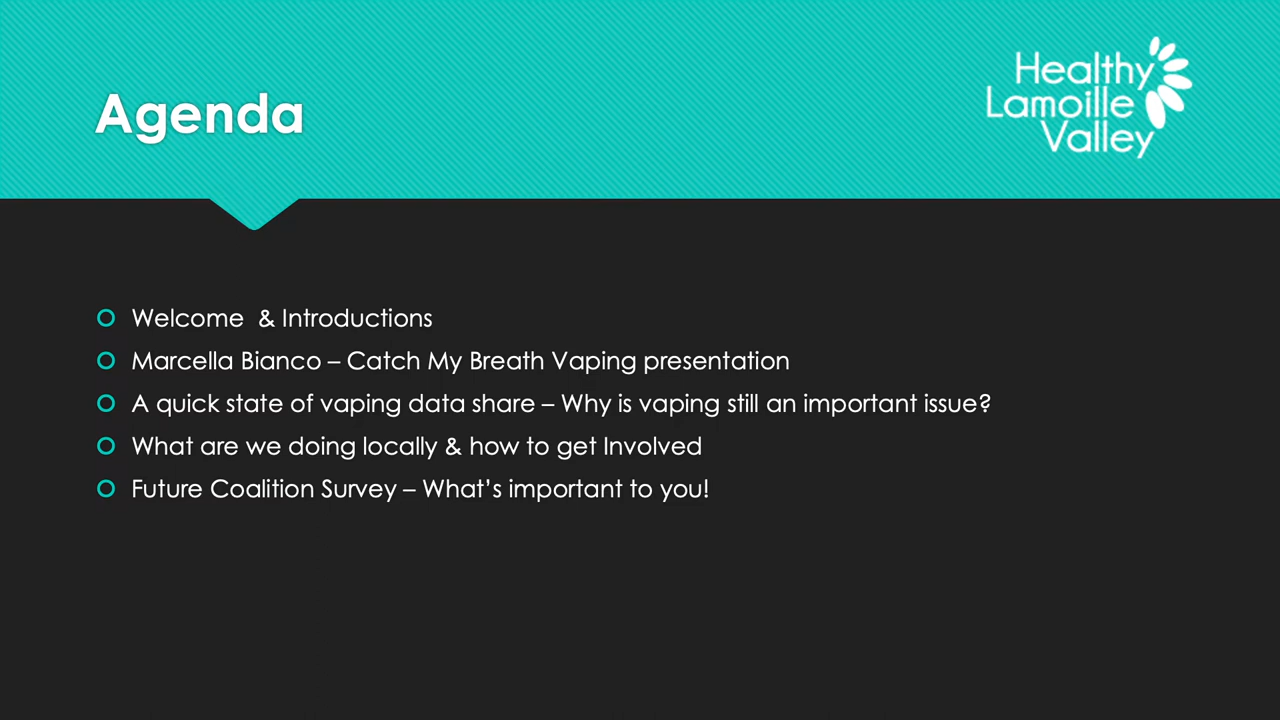 Agenda
Healthy
Lamoille
Valley
Welcome  & Introductions
Marcella Bianco – Catch My Breath Vaping presentation
A quick state of vaping data share – Why is vaping still an important issue?
What are we doing locally & how to get Involved
Future Coalition Survey – What’s important to you!